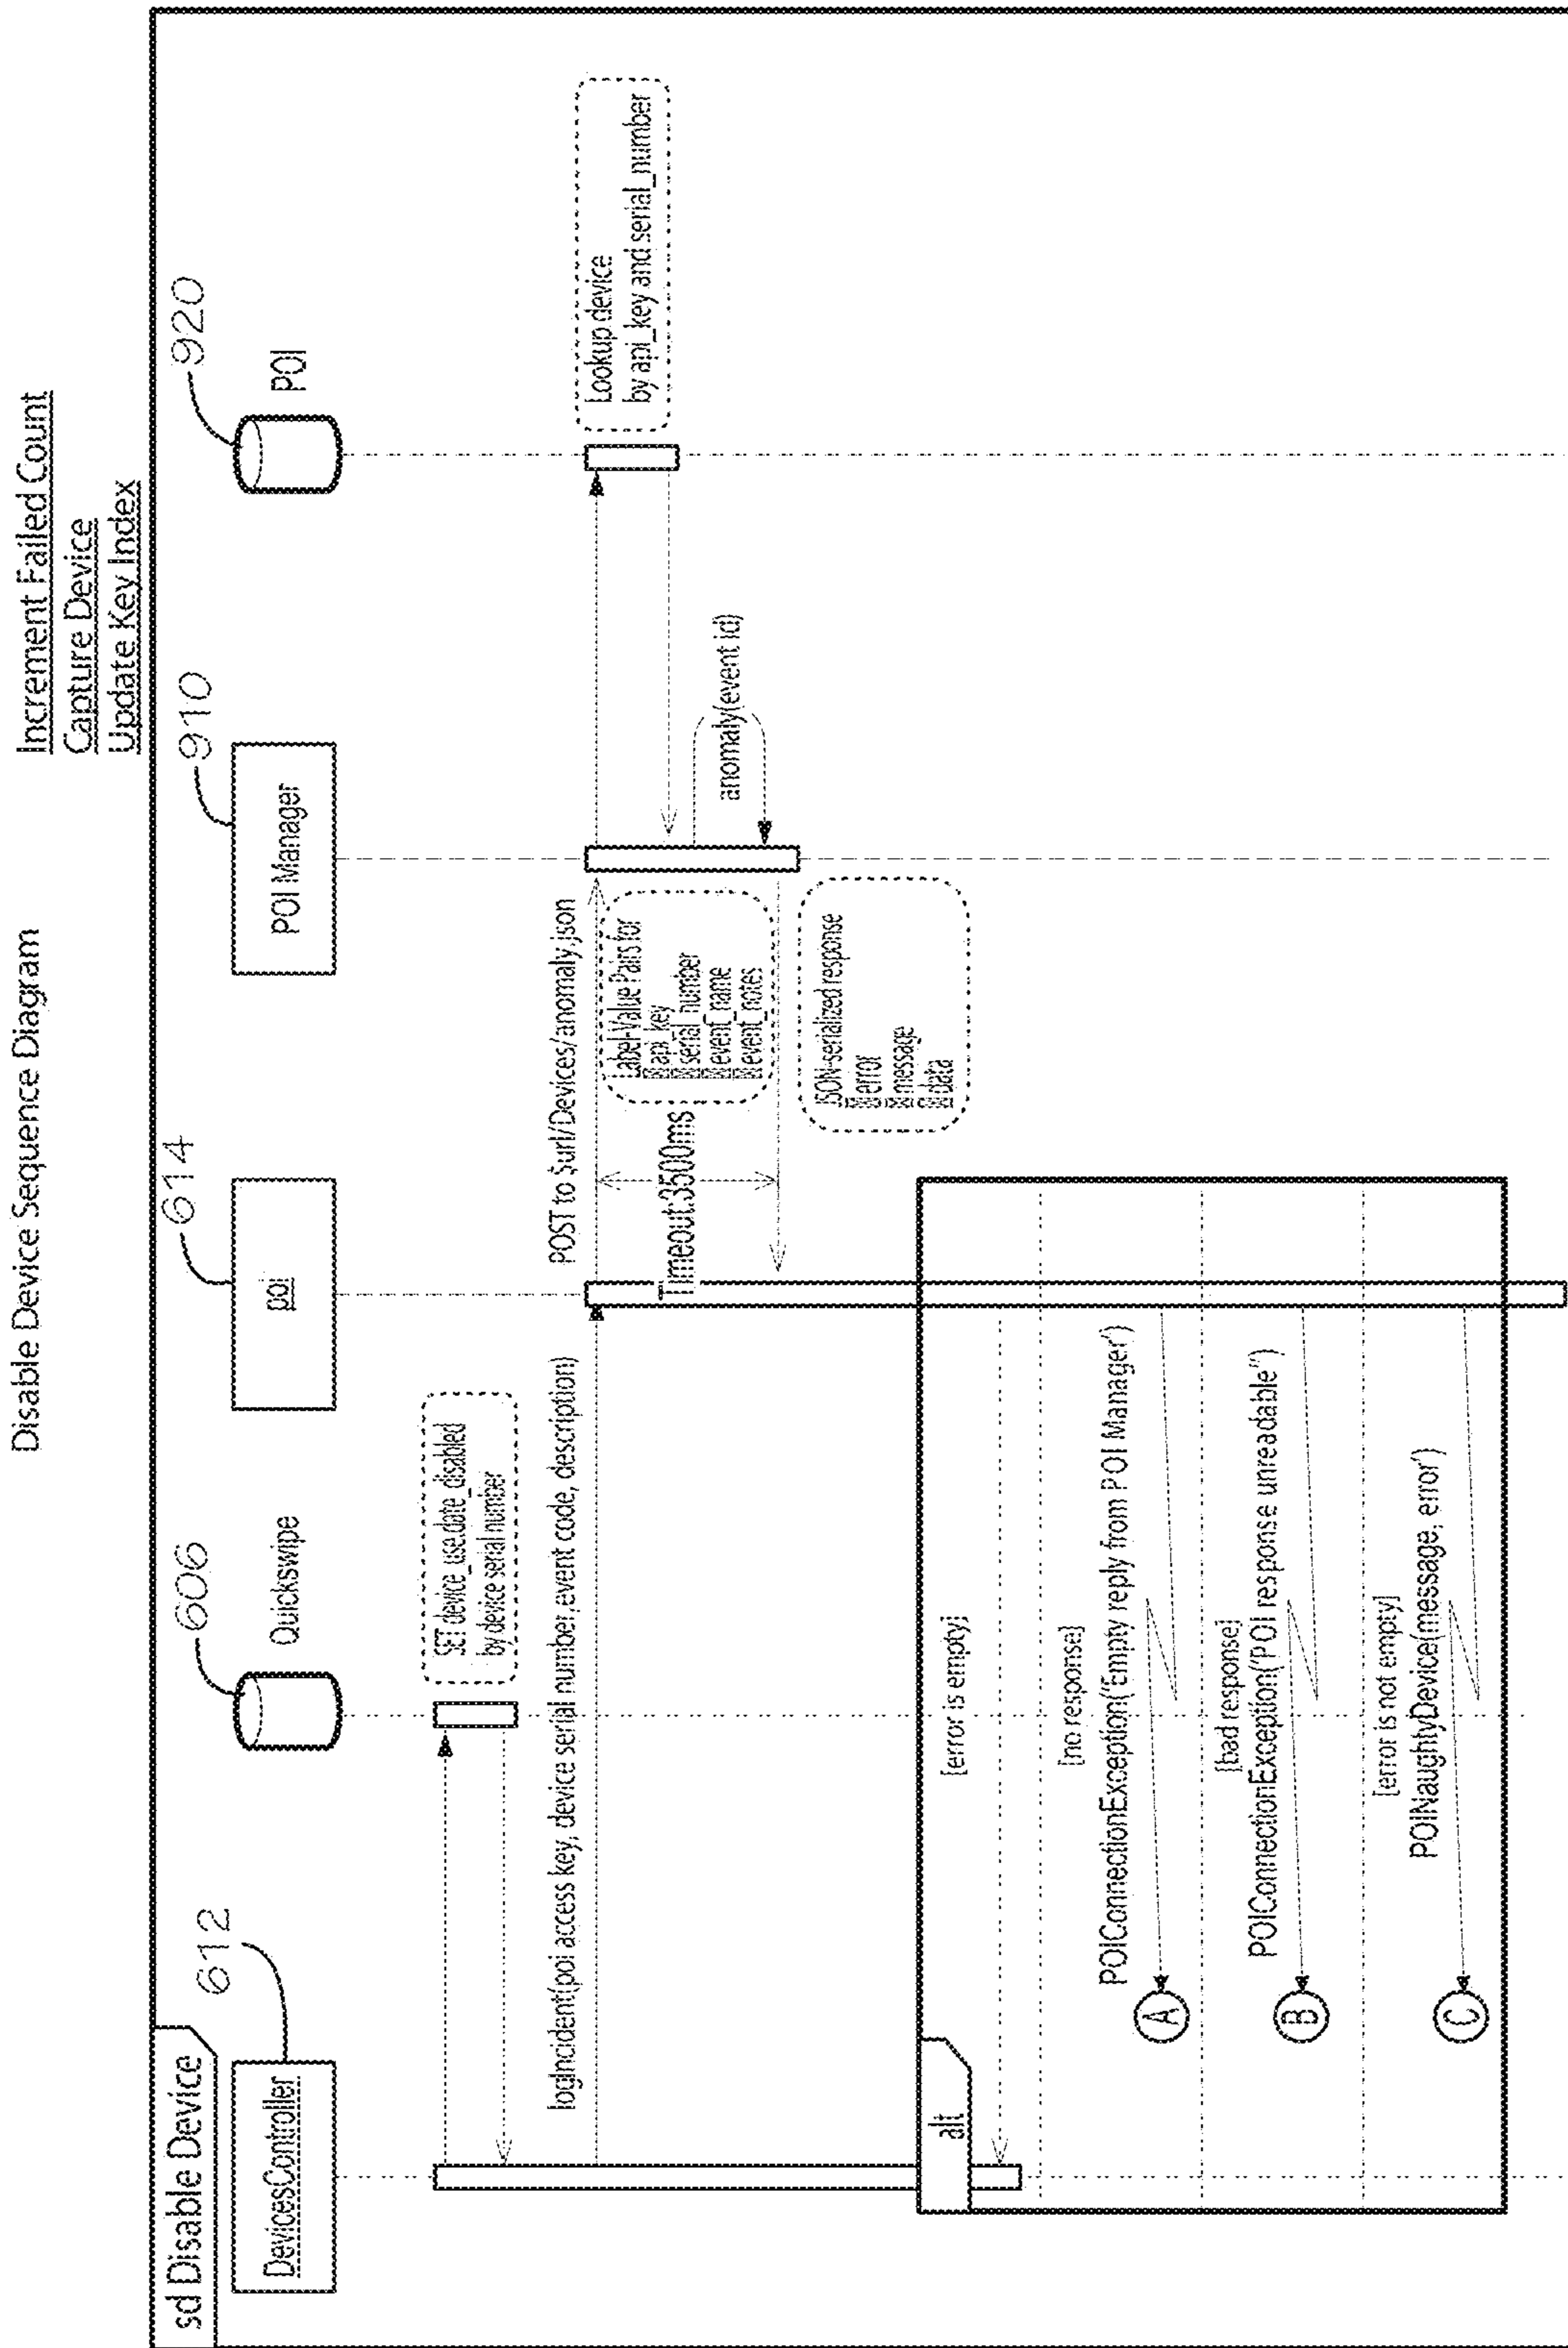 Disable Device Sequence Diagram
Increment Failed Count
Capture Device
Update Key Index
sd Disable Device
612
606
614
910
920
DevicesController
Quickswipe
poi
POI Manager
POI
SET device_use.date_disabled
by device serial number
logIncident(poi access key, device serial number, event code, description)
POST to $url/Devices/anomaly.json
Label-Value Pairs for
api_key
serial_number
event_name
event_notes
Lookup device
by api_key and serial_number
Timeout:3500ms
anomaly(event id)
JSON-serialized response
error
message
data
alt
[error is empty]
[no response]
POIConnectionException('Empty reply from POI Manager')
A
[bad response]
POIConnectionException('POI response unreadable")
B
[error is not empty]
POINaughtyDevice(message, error')
C